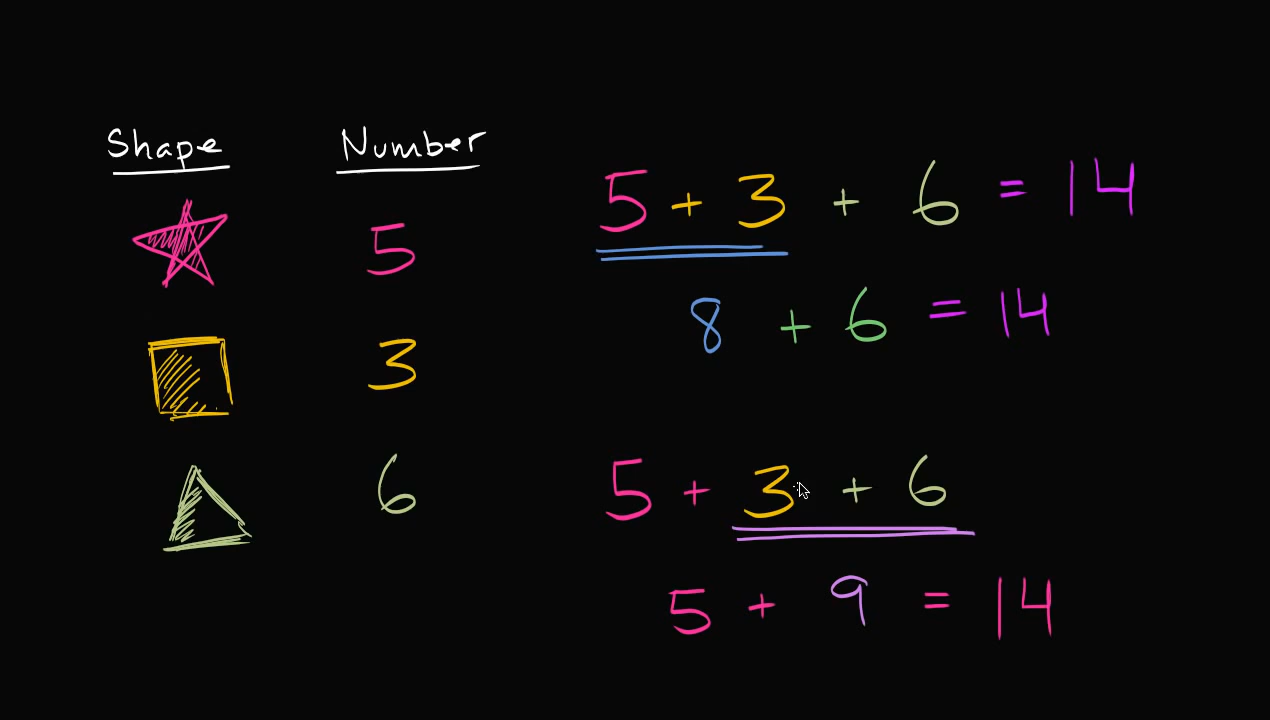 Shape Number
5
3
6
5 + 3 + 6 = 14
8 + 6 = 14
5 + 3 + 6
5 + 9 = 14